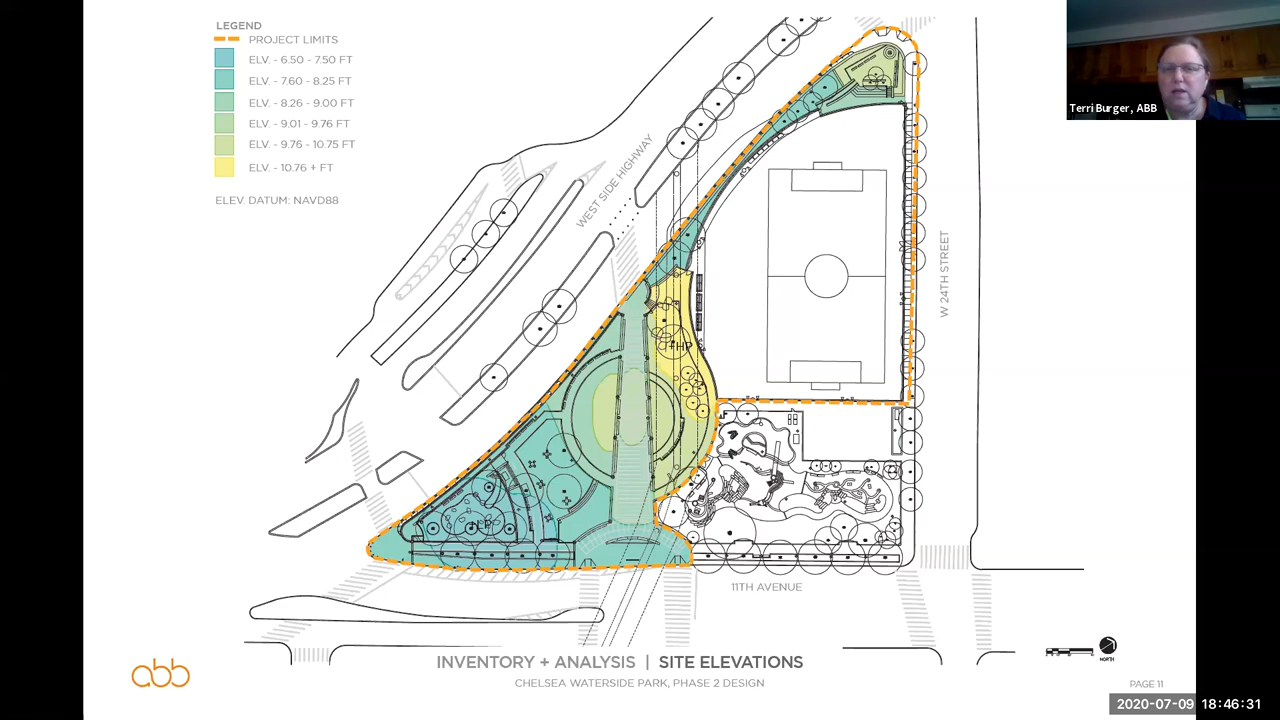 LEGEND
PROJECT LIMITS
ELV. - 6.50 - 7.50 FT
ELV. - 7.60 - 8.25 FT
ELV. - 8.26 - 9.00 FT
ELV. - 9.01 - 9.76 FT
ELV. - 9.76 - 10.75 FT
ELV. - 10.76 + FT
ELEV. DATUM: NAVD88
Terri Burger, ABB
WEST SIDE HIGHWAY
W 24TH STREET
HP
LP
11TH AVENUE
INVENTORY + ANALYSIS | SITE ELEVATIONS
CHELSEA WATERSIDE PARK, PHASE 2 DESIGN
abb
NORTH
PAGE 11
2020-07-09 18:46:31